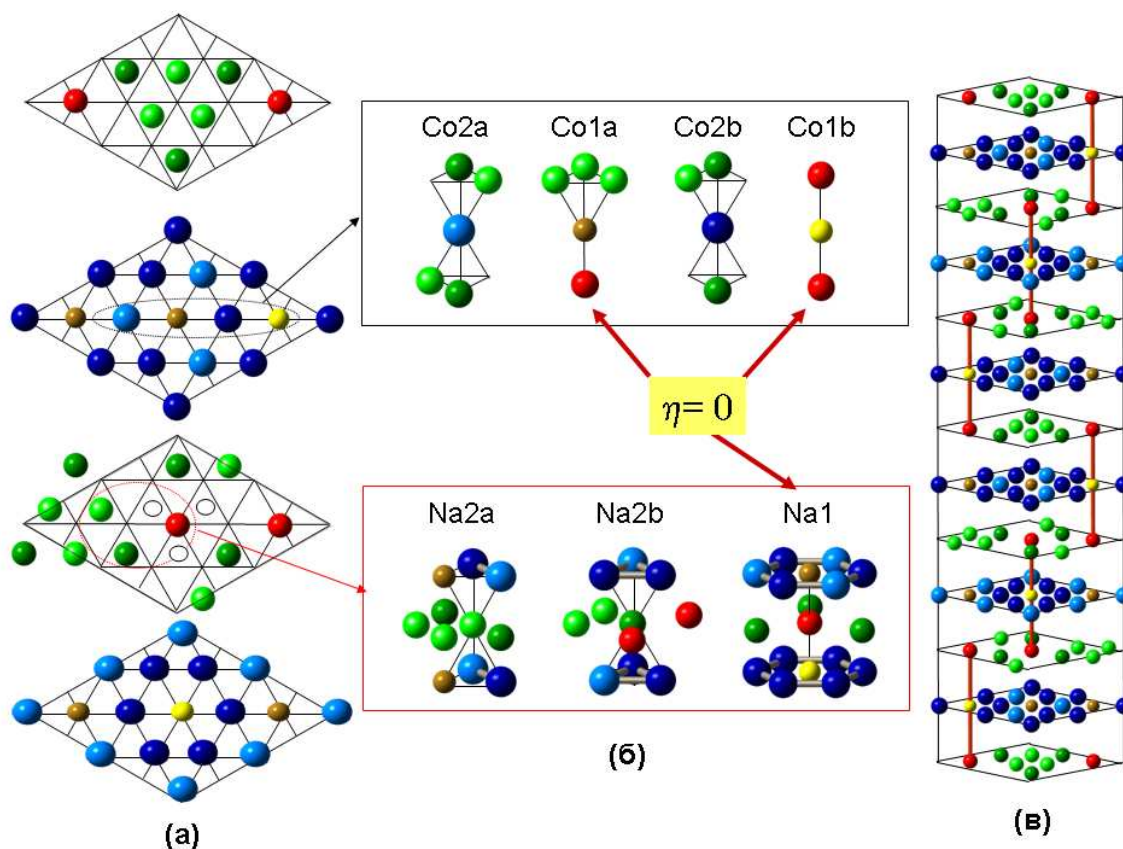 Co2a Co1a Co2b Co1b
η= 0
Na2a Na2b Na1
(а) (б) (в)